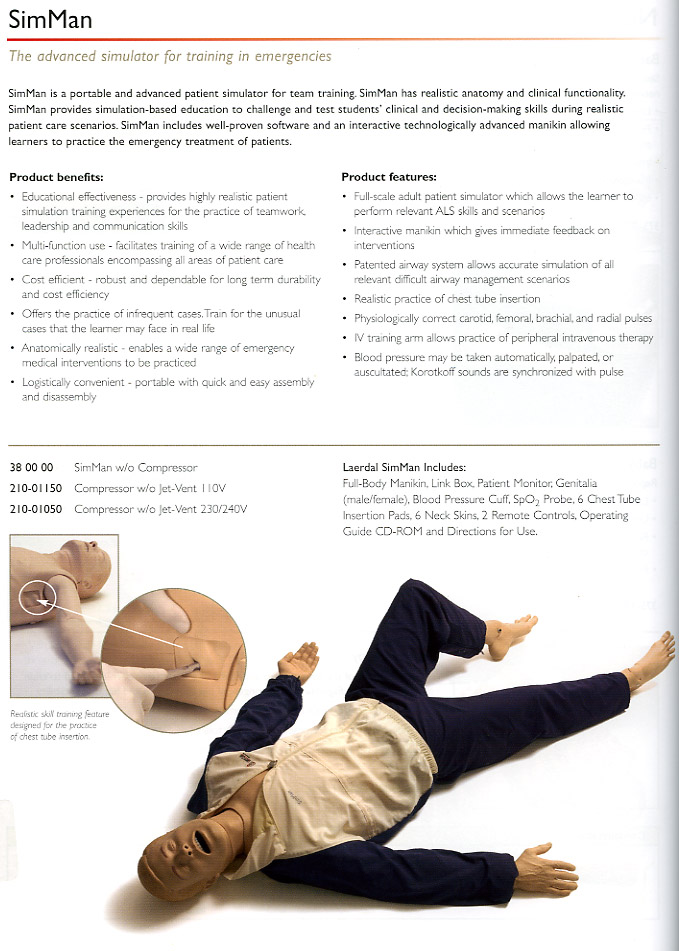 SimMan
The advanced simulator for training in emergencies
SimMan is a portable and advanced patient simulator for team training. SimMan has realistic anatomy and clinical functionality.
SimMan provides simulation-based education to challenge and test students' clinical and decision-making skills during realistic
patient care scenarios. SimMan includes well-proven software and an interactive technologically advanced manikin allowing
learners to practice the emergency treatment of patients.
Product benefits:
• Educational effectiveness - provides highly realistic patient
simulation training experiences for the practice of teamwork,
leadership and communication skills
• Multi-function use - facilitates training of a wide range of health
care professionals encompassing all areas of patient care
• Cost efficient - robust and dependable for long term durability
and cost efficiency
• Offers the practice of infrequent cases. Train for the unusual
cases that the learner may face in real life
• Anatomically realistic - enables a wide range of emergency
medical interventions to be practiced
• Logistically convenient - portable with quick and easy assembly
and disassembly
Product features:
• Full-scale adult patient simulator which allows the learner to
perform relevant ALS skills and scenarios
• Interactive manikin which gives immediate feedback on
interventions
• Patented airway system allows accurate simulation of all
relevant difficult airway management scenarios
• Realistic practice of chest tube insertion
• Physiologically correct carotid, femoral, brachial, and radial pulses
• IV training arm allows practice of peripheral intravenous therapy
• Blood pressure may be taken automatically, palpated, or
auscultated; Korotkoff sounds are synchronized with pulse
38 00 00 SimMan w/o Compressor
210-01150 Compressor w/o Jet-Vent 110V
210-01050 Compressor w/o Jet-Vent 230/240V
Laerdal SimMan Includes:
Full-Body Manikin, Link Box, Patient Monitor, Genitalia
(male/female), Blood Pressure Cuff, SpO2 Probe, 6 Chest Tube
Insertion Pads, 6 Neck Skins, 2 Remote Controls, Operating
Guide CD-ROM and Directions for Use.
Realistic skill training feature
designed for the practice
of chest tube insertion.